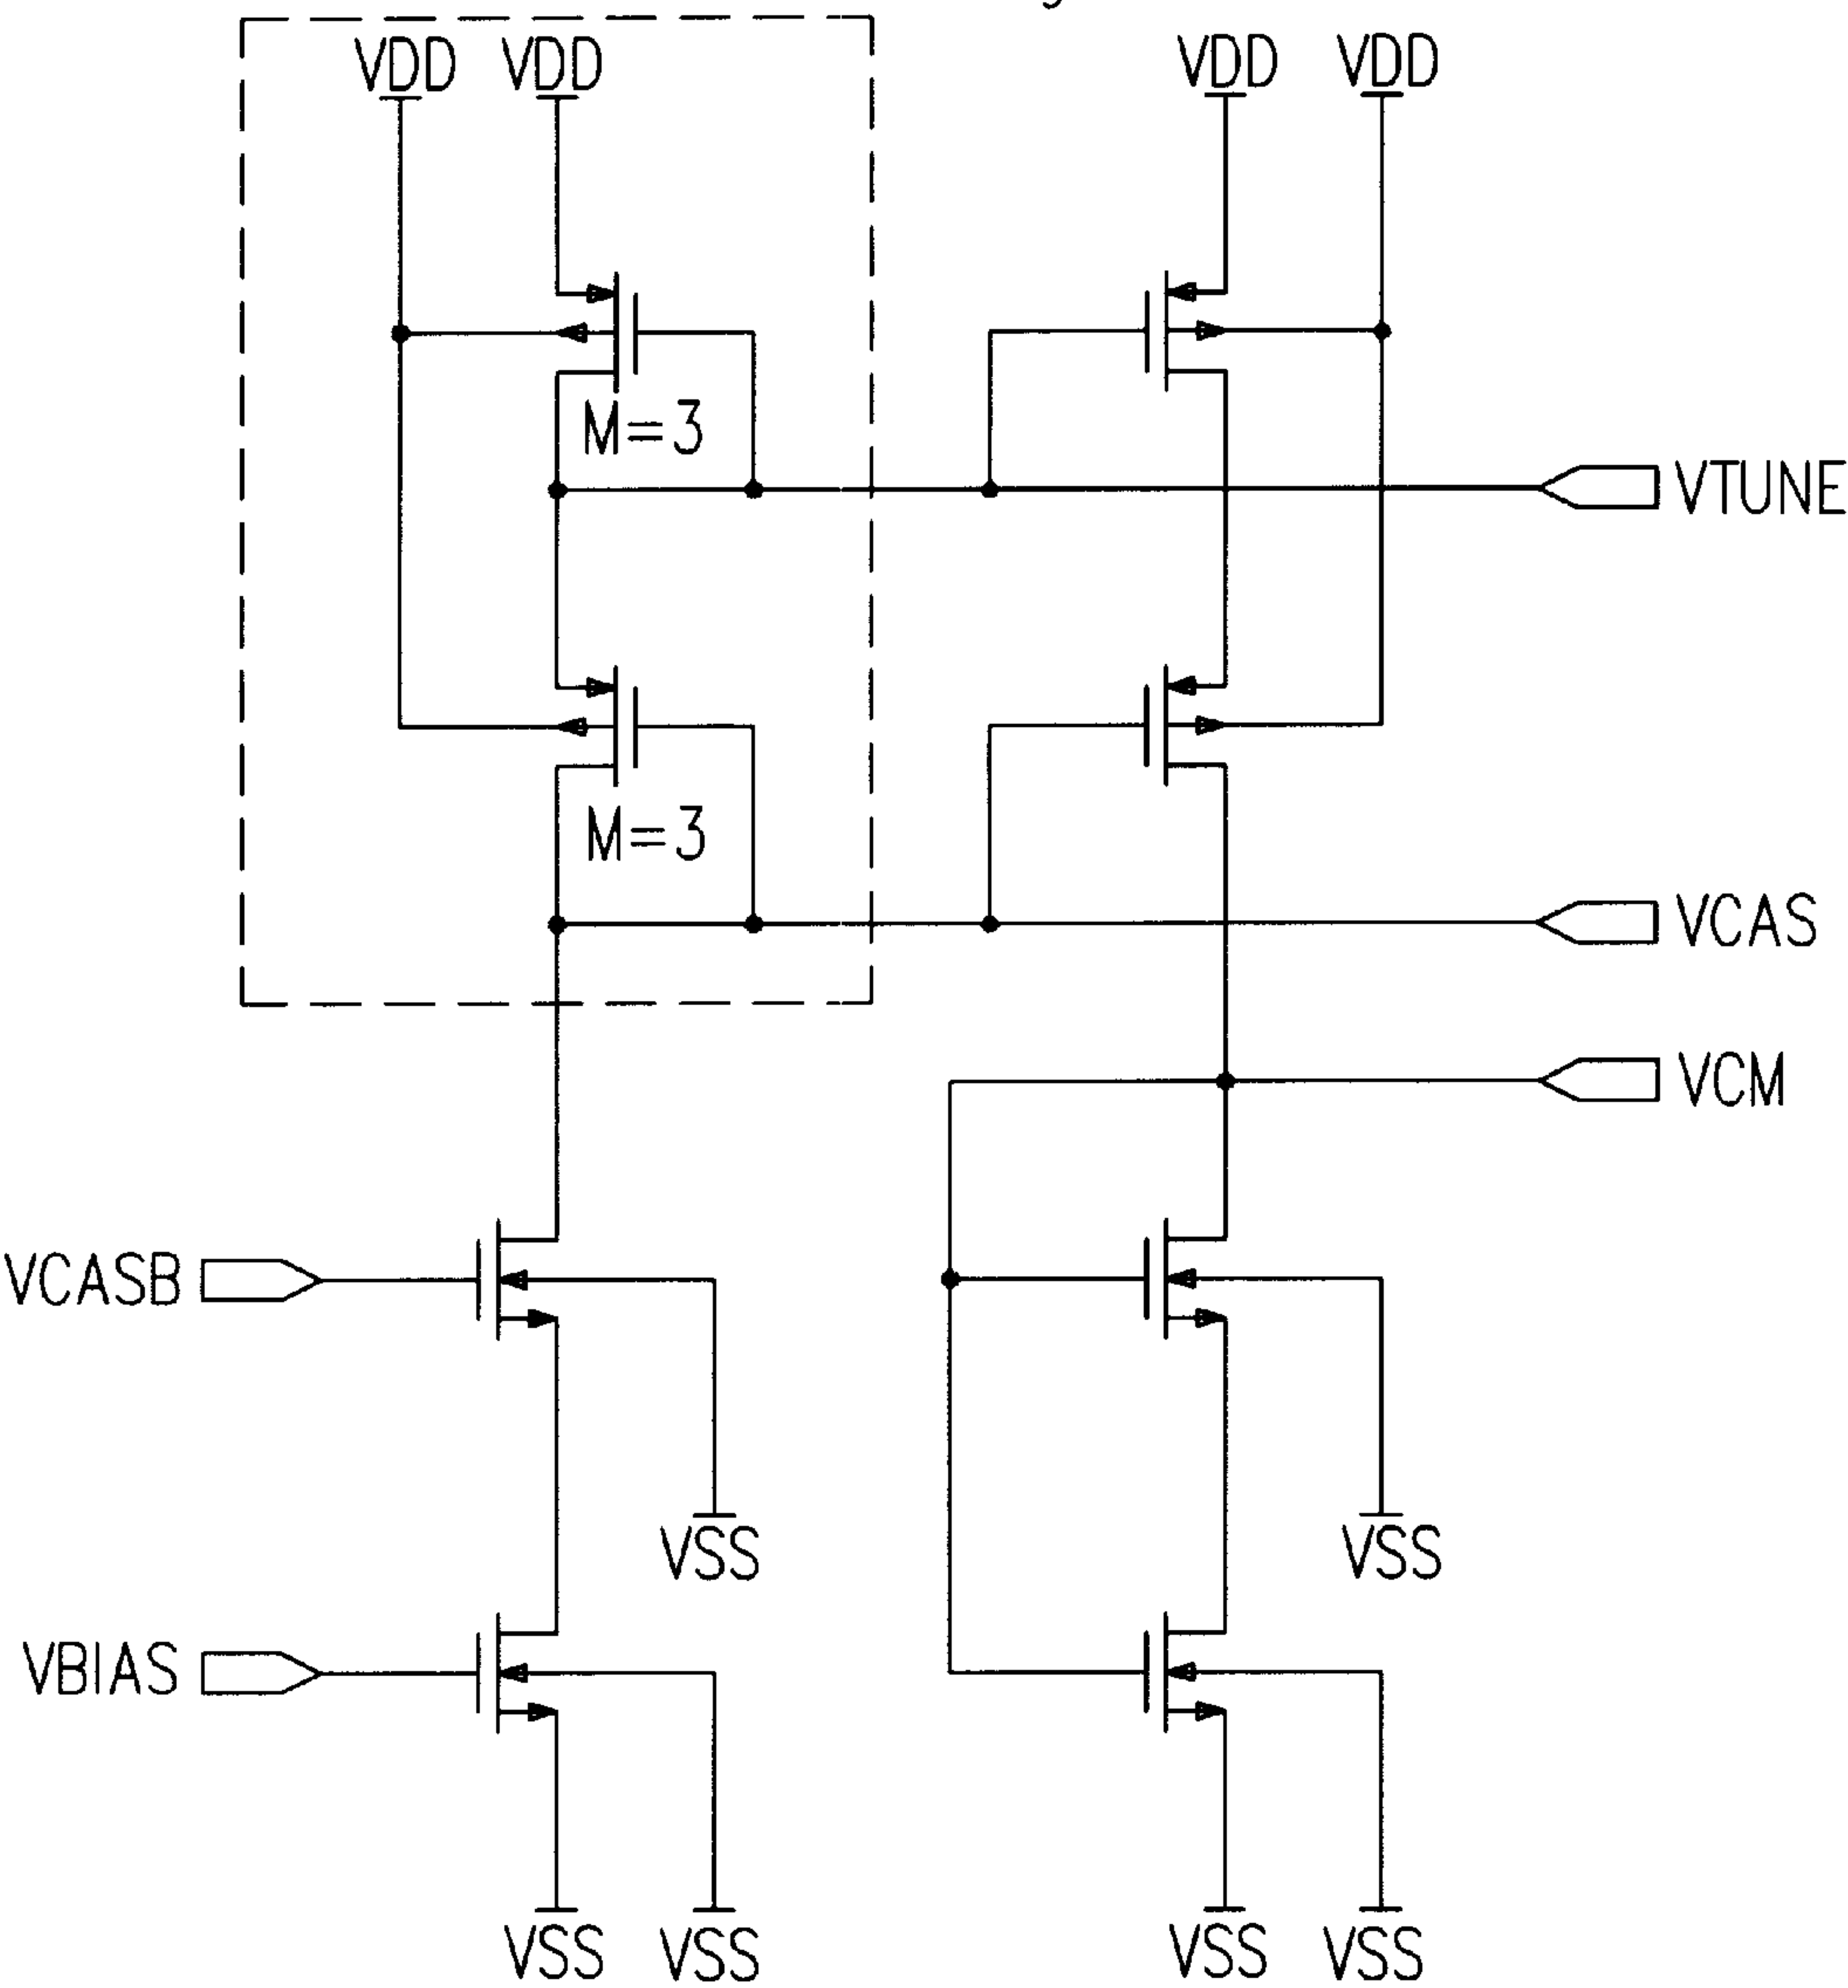 VDD VDD VDD VDD
M=3
VTUNE
M=3
VCAS
VCM
VCASB
VSS VSS
VBIAS
VSS VSS VSS VSS